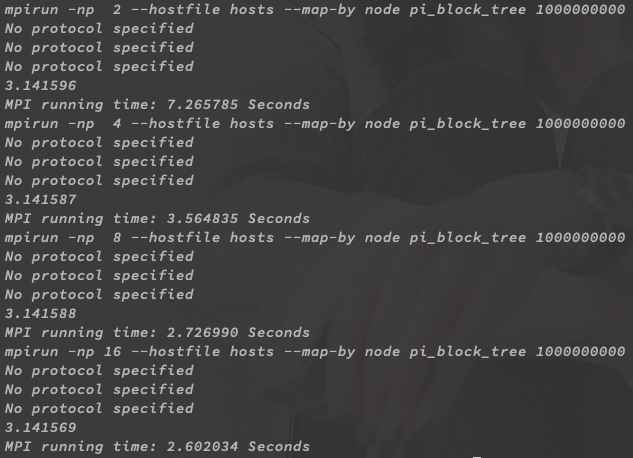 mpirun -np  2 --hostfile hosts --map-by node pi_block_tree 1000000000
No protocol specified
No protocol specified
No protocol specified
3.141596
MPI running time: 7.265785 Seconds
mpirun -np  4 --hostfile hosts --map-by node pi_block_tree 1000000000
No protocol specified
No protocol specified
No protocol specified
3.141587
MPI running time: 3.564835 Seconds
mpirun -np  8 --hostfile hosts --map-by node pi_block_tree 1000000000
No protocol specified
No protocol specified
No protocol specified
3.141588
MPI running time: 2.726990 Seconds
mpirun -np 16 --hostfile hosts --map-by node pi_block_tree 1000000000
No protocol specified
No protocol specified
No protocol specified
3.141569
MPI running time: 2.602034 Seconds